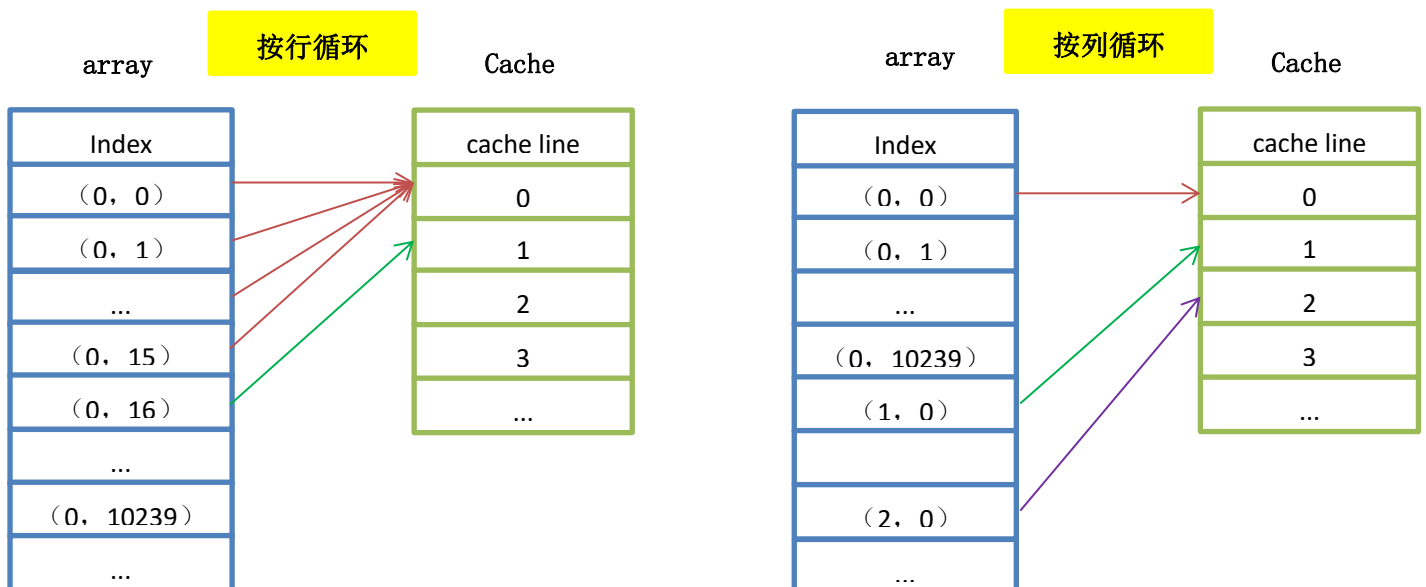 按行循环
array
Cache
Index
（0，0）
（0，1）
...
（0，15）
（0，16）
...
（0，10239）
...
cache line
0
1
2
3
...
按列循环
array
Cache
Index
（0，0）
（0，1）
...
（0，10239）
（1，0）
（2，0）
...
cache line
0
1
2
3
...